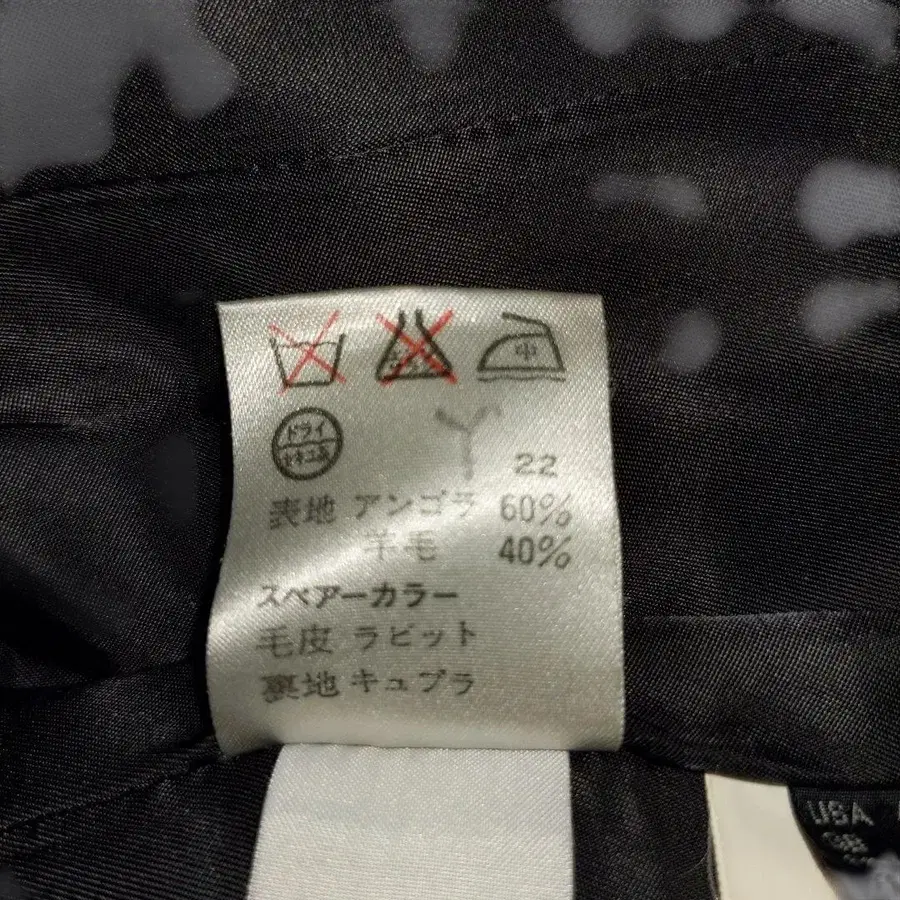 中
ドライ
セキユ系
22
表地 アンゴラ 60%
羊毛 40%
スペアーカラー
毛皮 ラビット
裏地 キュプラ
USA
GB